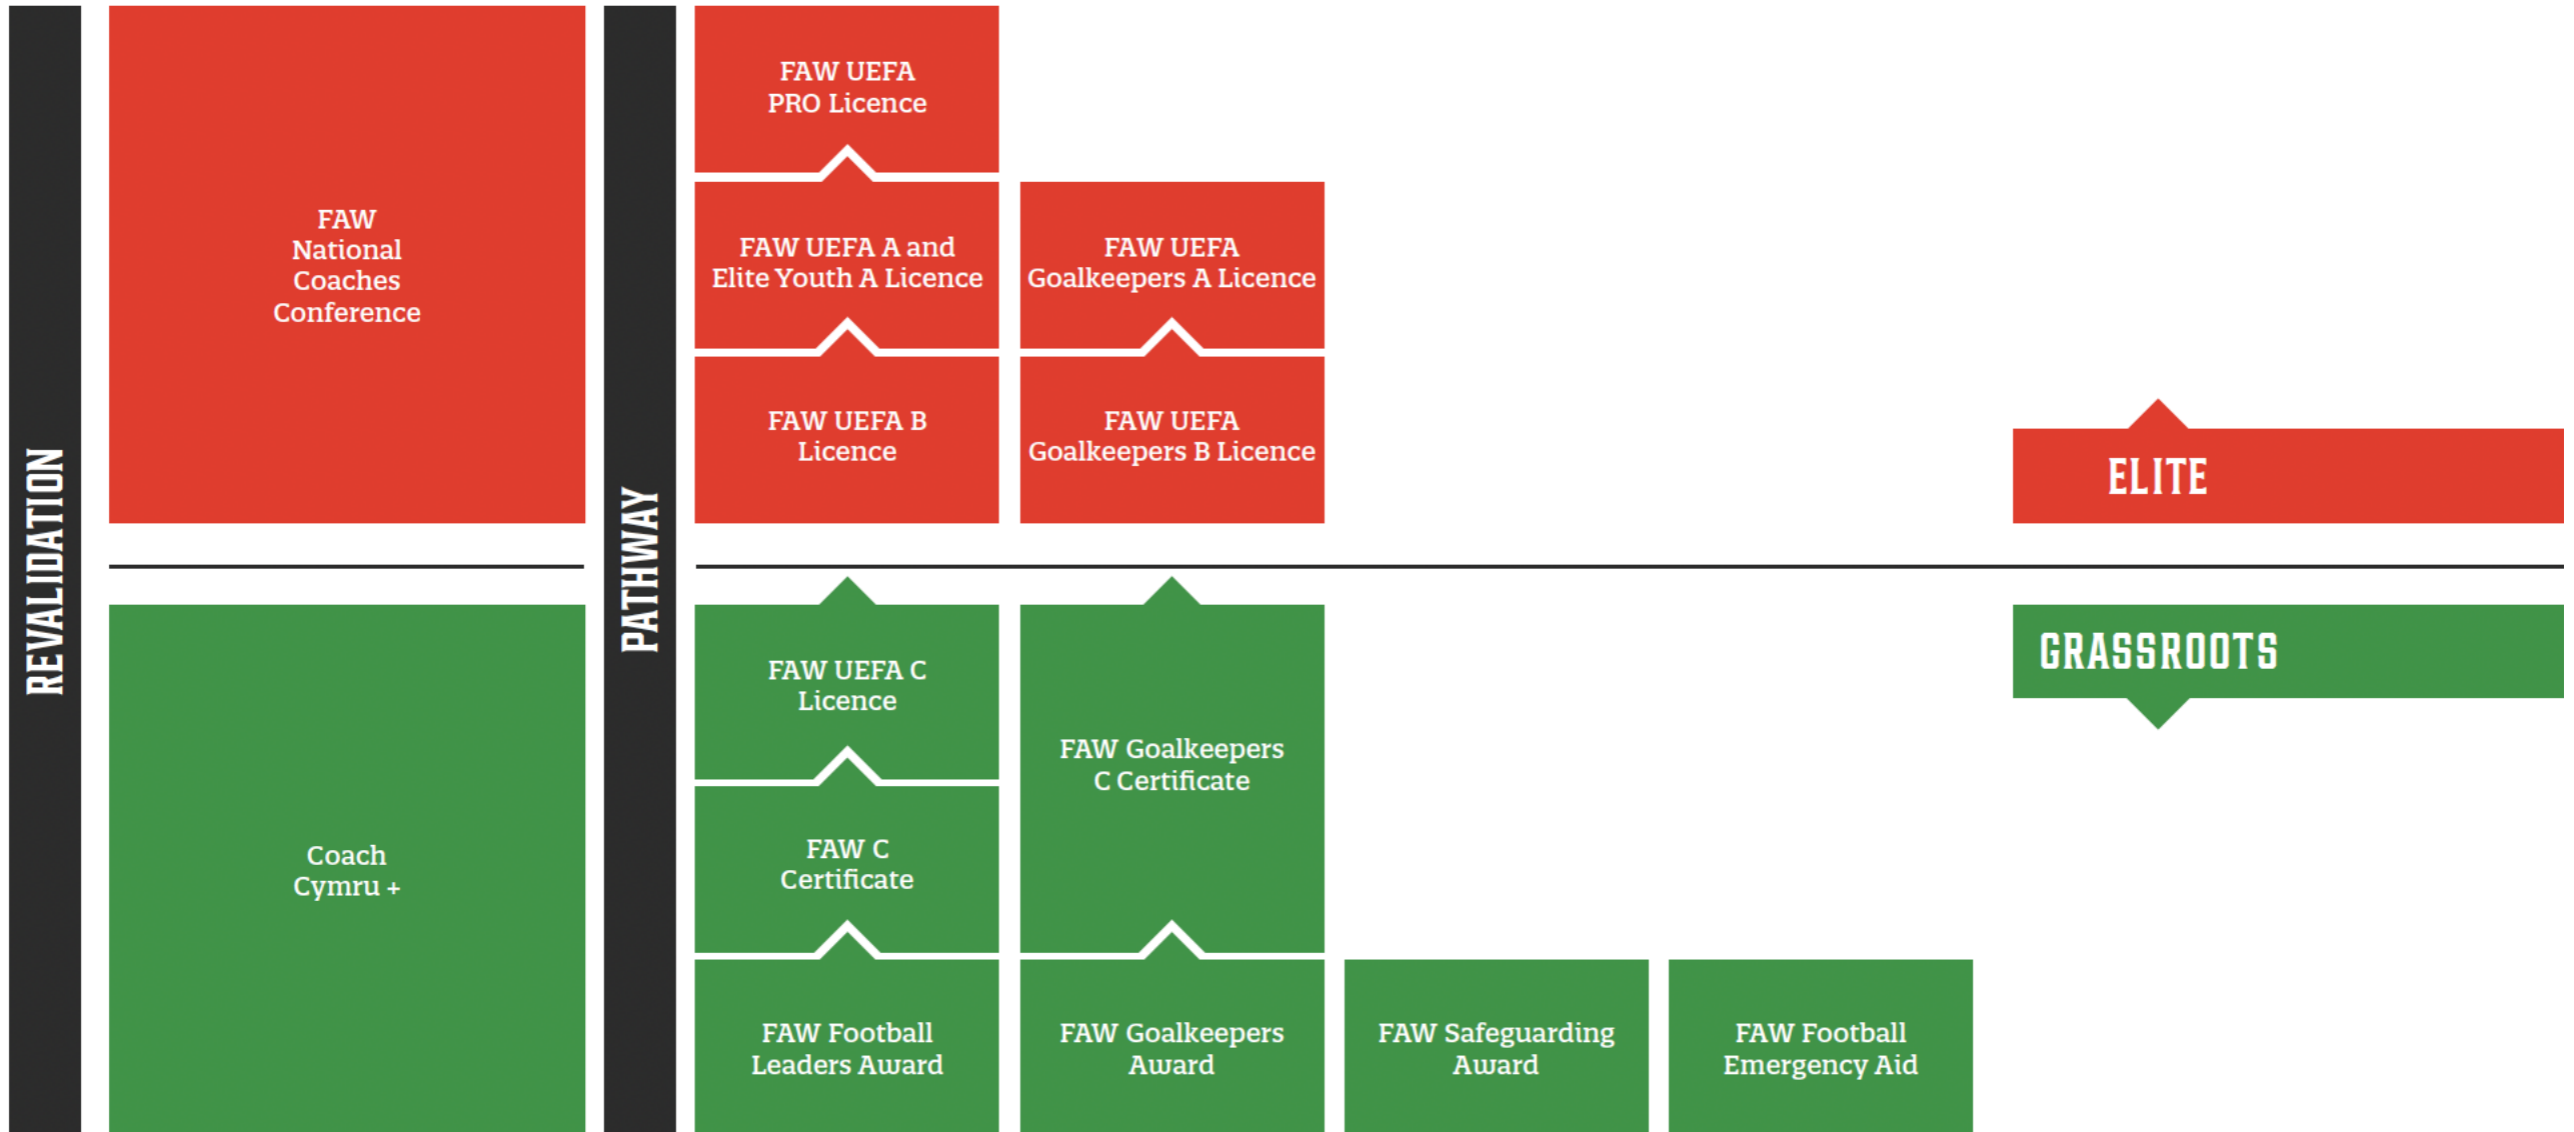 REVALIDATION
FAW
National
Coaches
Conference
Coach
Cymru +
PATHWAY
FAW UEFA
PRO Licence
FAW UEFA A and
Elite Youth A Licence
FAW UEFA
Goalkeepers A Licence
FAW UEFA B
Licence
FAW UEFA
Goalkeepers B Licence
ELITE
GRASSROOTS
FAW UEFA C
Licence
FAW Goalkeepers
C Certificate
FAW C
Certificate
FAW Football
Leaders Award
FAW Goalkeepers
Award
FAW Safeguarding
Award
FAW Football
Emergency Aid